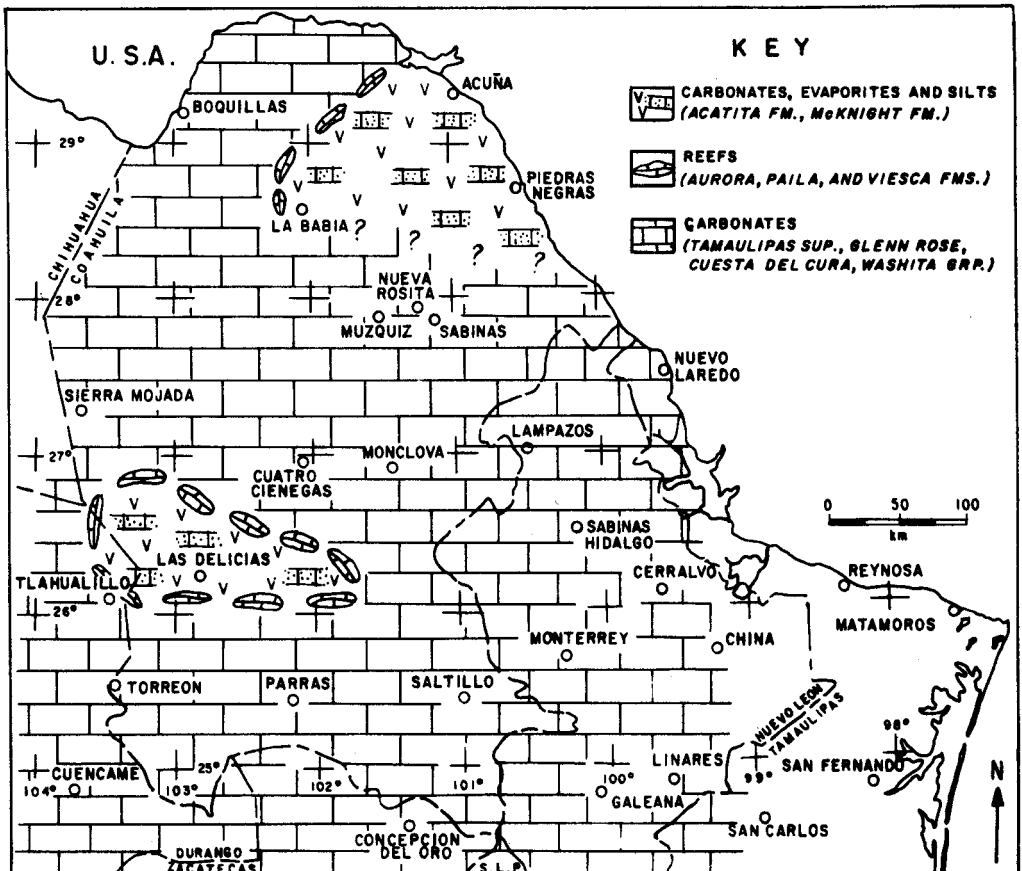 U.S.A.
KEY
CARBONATES, EVAPORITES AND SILTS
(ACATITA FM., McKNIGHT FM.)
REEFS
(AURORA, PAILA, AND VIESCA FMS.)
CARBONATES
(TAMAULIPAS SUP., GLENN ROSE,
CUESTA DEL CURA, WASHITA GRP.)
ACUÑA
BOQUILLAS
29°
PIEDRAS
NEGRAS
CHIHUAHUA
COAHUILA
LA BABIA
?
?
?
?
28°
NUEVA
ROSITA
MUZQUIZ
SABINAS
NUEVO
LAREDO
SIERRA MOJADA
LAMPAZOS
27°
MONCLOVA
CUATRO
CIENEGAS
0 50 100
km
SABINAS
HIDALGO
LAS DELICIAS
TLAHUALILLO
CERRALVO
REYNOSA
26°
MATAMOROS
MONTERREY
CHINA
TORREON
PARRAS
SALTILLO
NUEVO LEON
TAMAULIPAS
98°
25°
CUENCAME
104°
103°
102°
101°
100°
LINARES
99°
SAN FERNANDO
N
GALEANA
SAN CARLOS
CONCEPCION
DEL ORO
DURANGO
ZACATECAS
S.L.P.
V V
V V
V
V V
V
V
V
V
V
V
V
V
V V
V